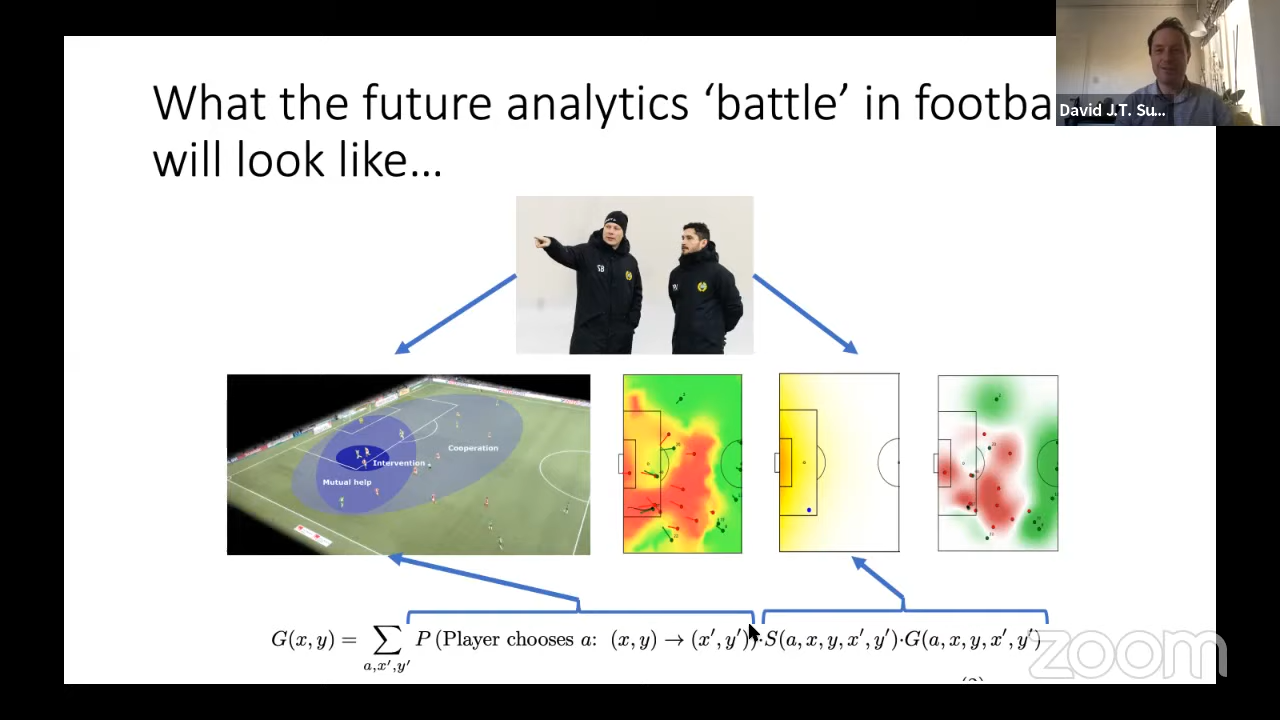 What the future analytics ‘battle’ in footba
will look like…
David J.T. Su...
Cooperation
Intervention
Mutual help
G(x, y) = ∑ P (Player chooses a: (x, y) → (x′, y′))·S(a, x, y, x′, y′)·G(a, x, y, x′, y′)
a,x′,y′
zoom